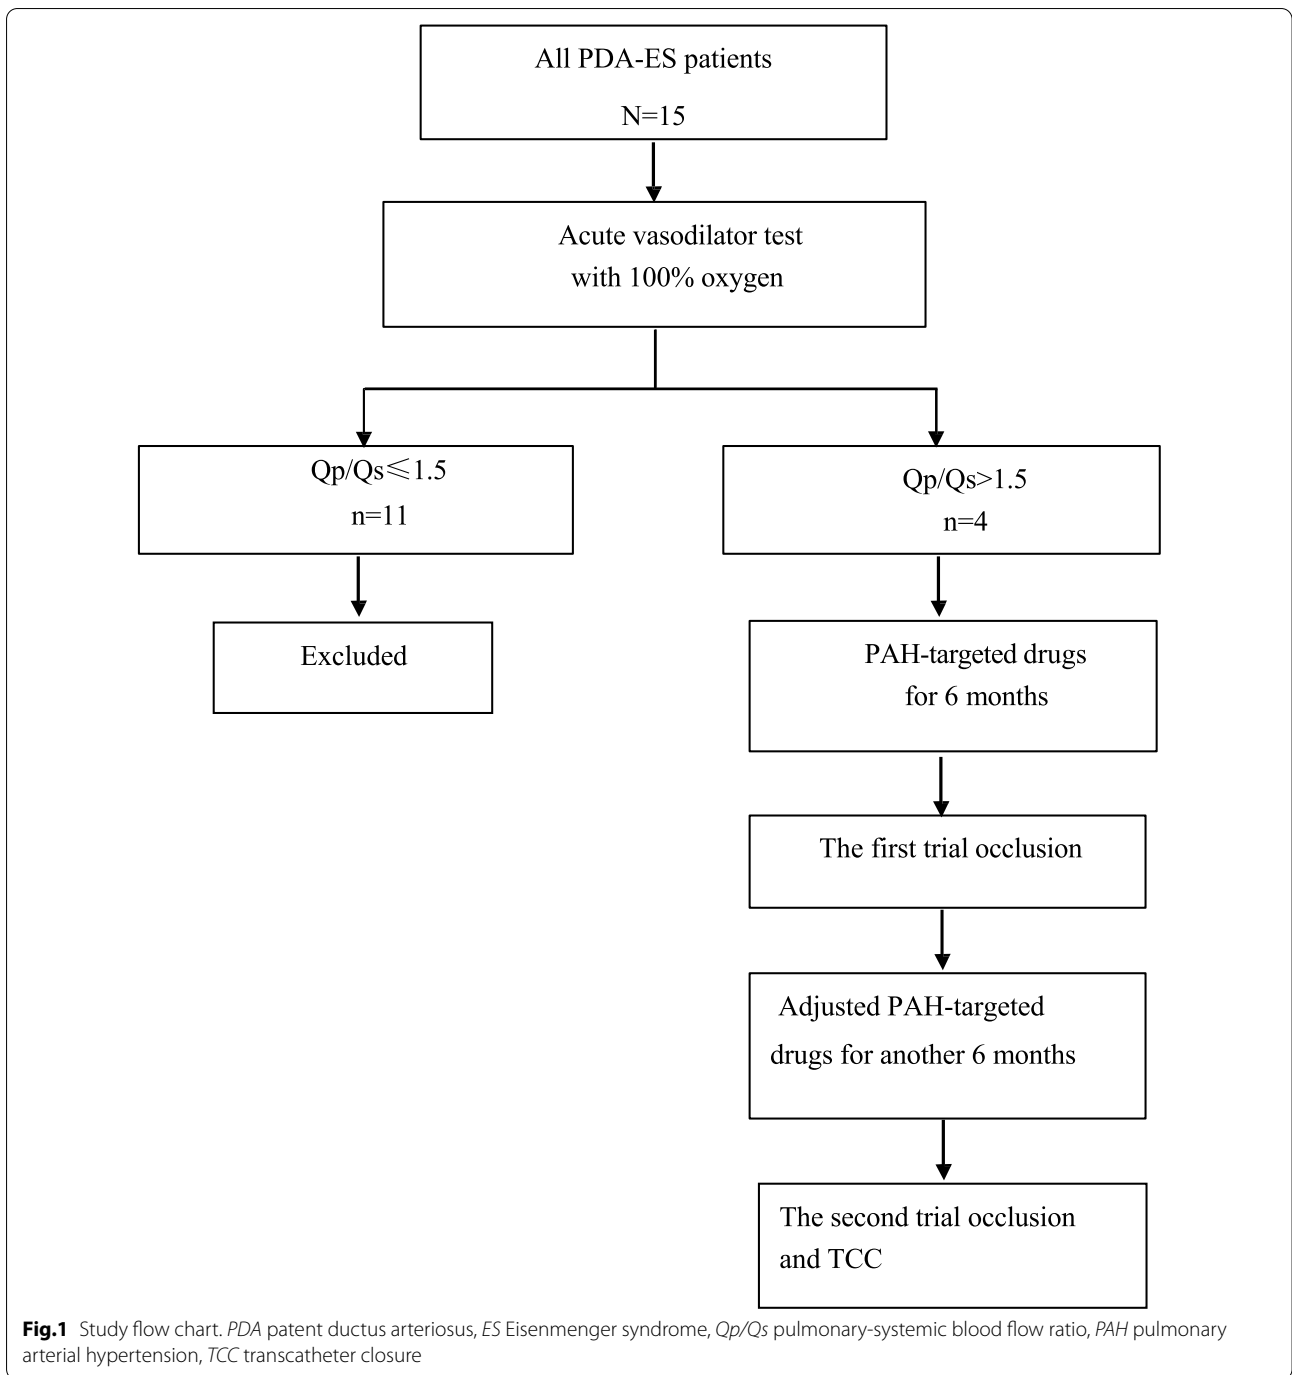 All PDA-ES patients
N=15
Acute vasodilator test
with 100% oxygen
Qp/Qs≤1.5
n=11
Qp/Qs>1.5
n=4
Excluded
PAH-targeted drugs
for 6 months
The first trial occlusion
Adjusted PAH-targeted
drugs for another 6 months
The second trial occlusion
and TCC
Fig.1 Study flow chart. PDA patent ductus arteriosus, ES Eisenmenger syndrome, Qp/Qs pulmonary-systemic blood flow ratio, PAH pulmonary
arterial hypertension, TCC transcatheter closure